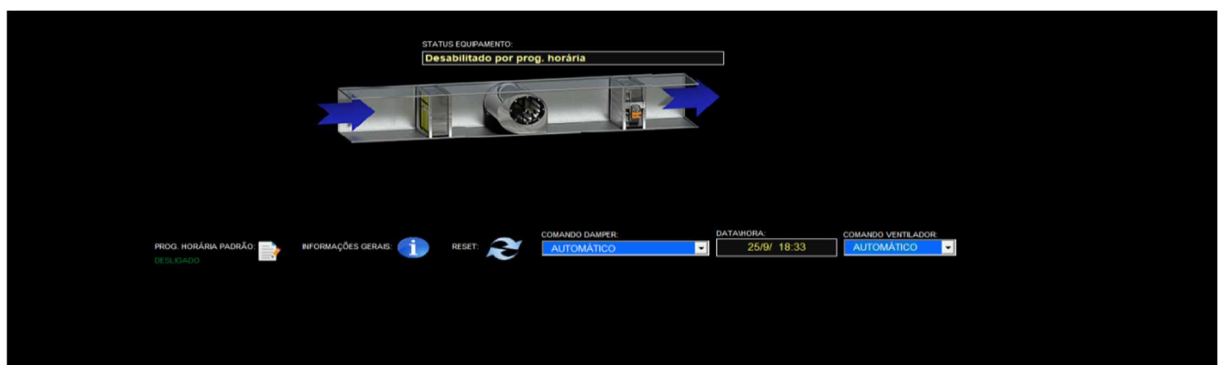 STATUS EQUIPAMENTO:
Desabilitado por prog. horária
PROG. HORÁRIA PADRÃO:
DESLIGADO
INFORMAÇÕES GERAIS:
RESET:
COMANDO DAMPER:
AUTOMÁTICO
DATA\HORA:
25/9/ 18:33
COMANDO VENTILADOR:
AUTOMÁTICO